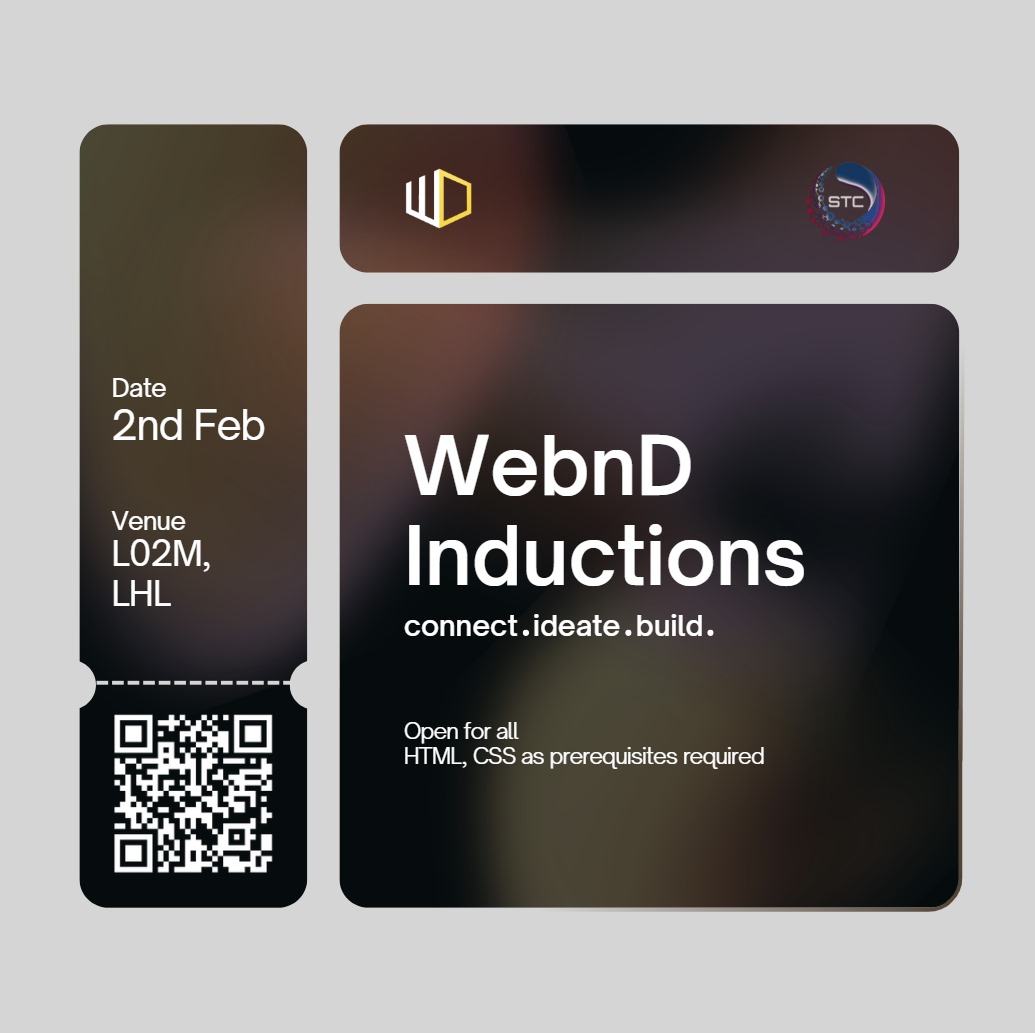 Date
2nd Feb
Venue
L02M,
LHL
WD
STC
WebnD
Inductions
connect.ideate.build.
Open for all
HTML, CSS as prerequisites required